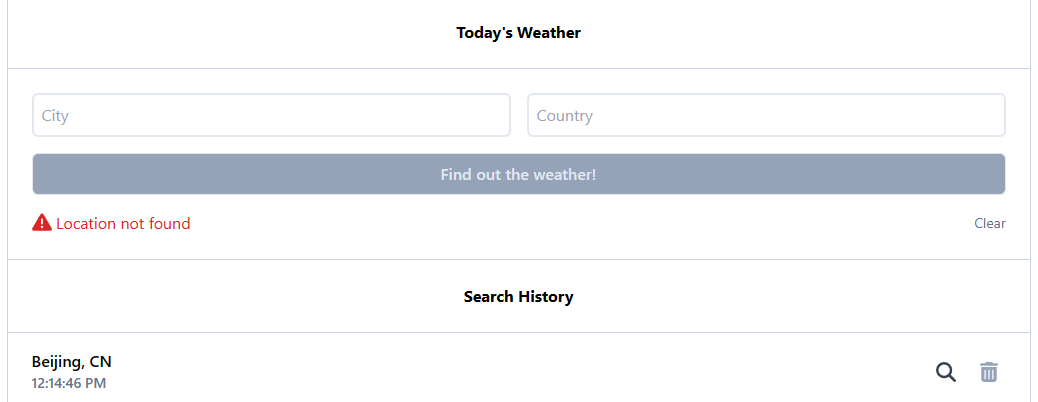 Today's Weather
City
Country
Find out the weather!
Location not found
Clear
Search History
Beijing, CN
12:14:46 PM